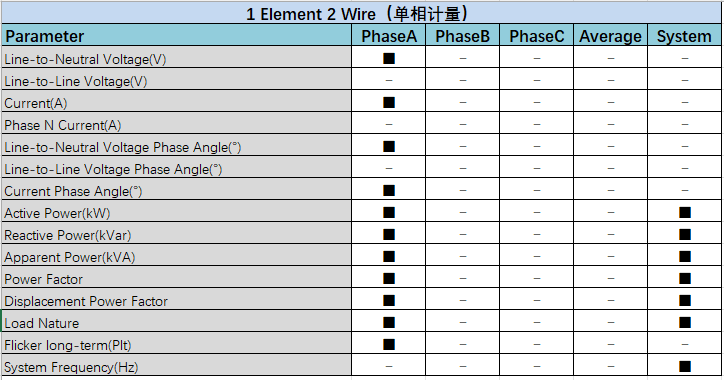 1 Element 2 Wire（单相计量）
Parameter PhaseA PhaseB PhaseC Average System
Line-to-Neutral Voltage(V) ■ – – – –
Line-to-Line Voltage(V) – – – – –
Current(A) ■ – – – –
Phase N Current(A) – – – – –
Line-to-Neutral Voltage Phase Angle(°) ■ – – – –
Line-to-Line Voltage Phase Angle(°) – – – – –
Current Phase Angle(°) ■ – – – –
Active Power(kW) ■ – – – ■
Reactive Power(kVar) ■ – – – ■
Apparent Power(kVA) ■ – – – ■
Power Factor ■ – – – ■
Displacement Power Factor ■ – – – ■
Load Nature ■ – – – ■
Flicker long-term(Plt) ■ – – – –
System Frequency(Hz) – – – – ■